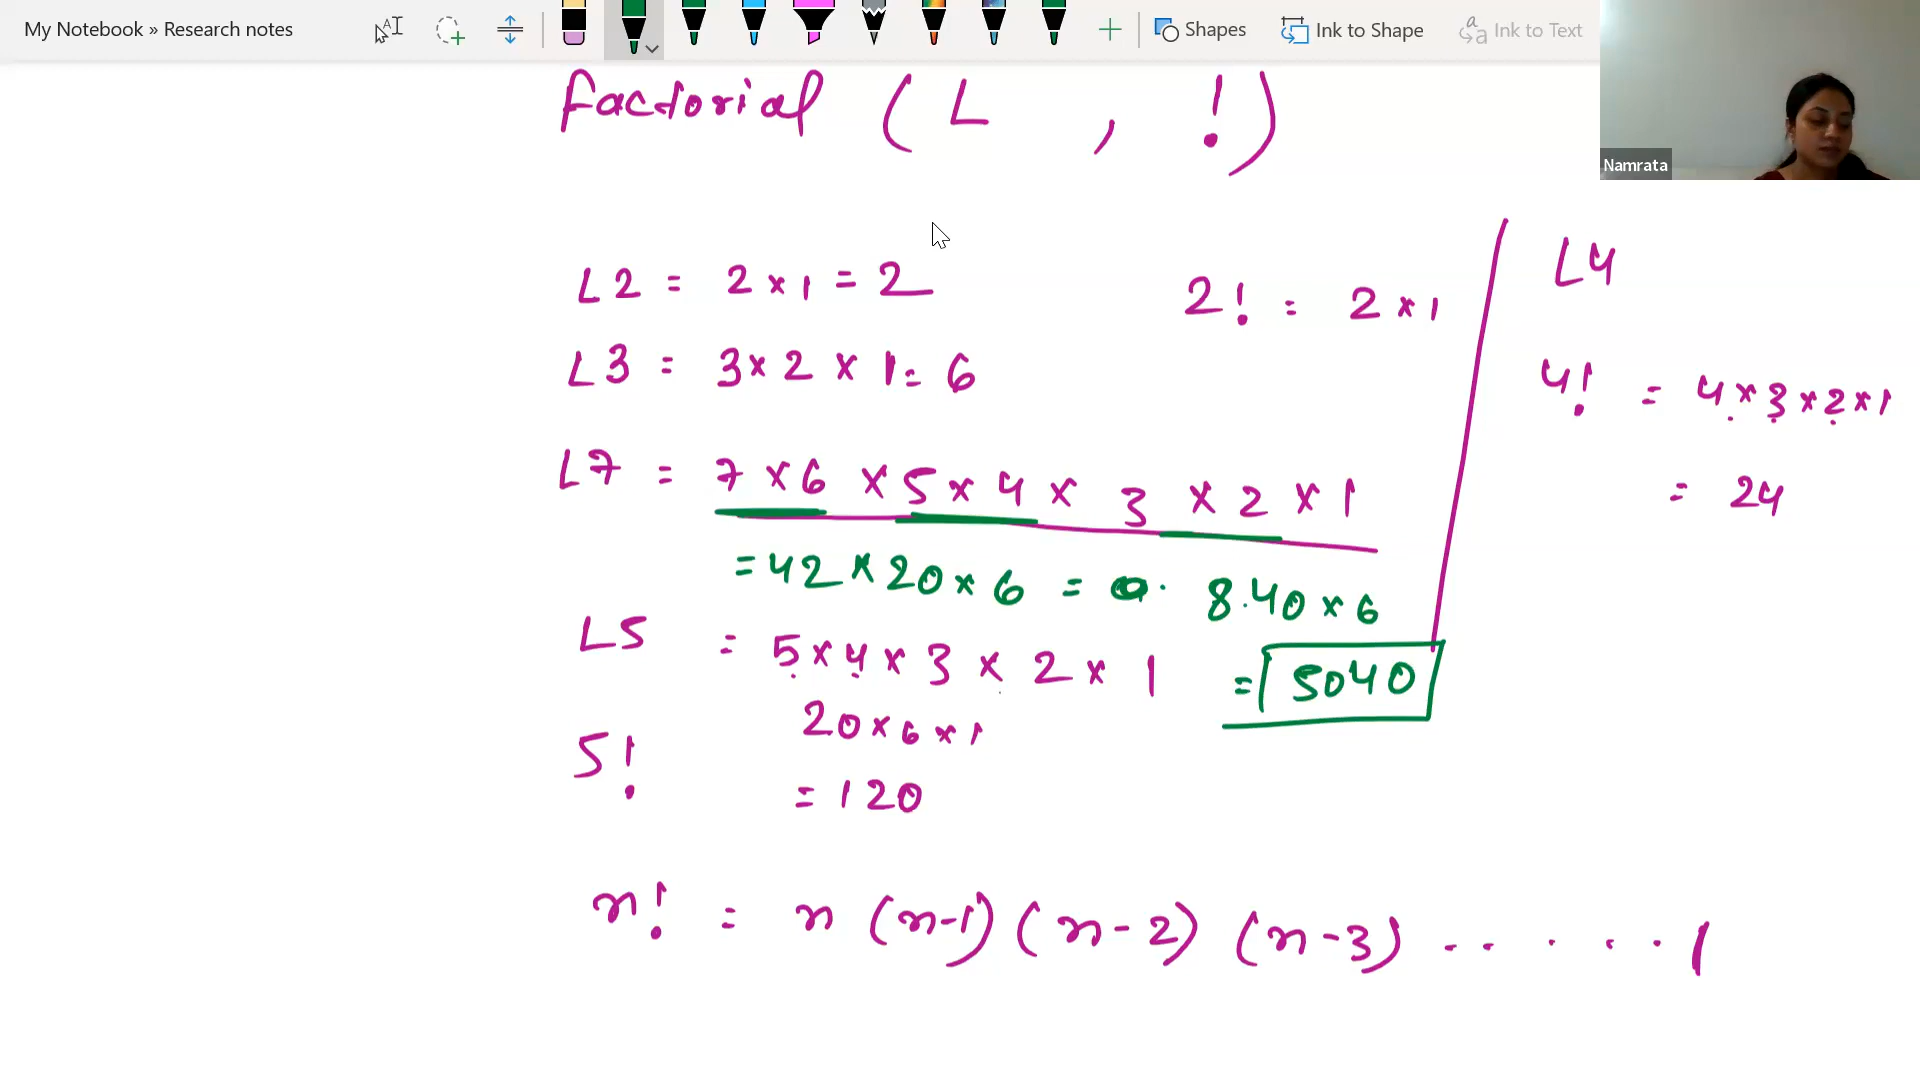 My Notebook » Research notes
Shapes
Ink to Shape
Ink to Text
Namrata
factorial ( L , ! )
L2 = 2 × 1 = 2
2! = 2 × 1
L3 = 3 × 2 × 1 = 6
L7 = 7 × 6 × 5 × 4 × 3 × 2 × 1
= 42 × 20 × 6 = 8.40 × 6
= 5040
L5 = 5 × 4 × 3 × 2 × 1
20 × 6 × 1
5!
= 120
n! = n (n-1) (n-2) (n-3) ...... 1
L4
4! = 4 × 3 × 2 × 1
= 24